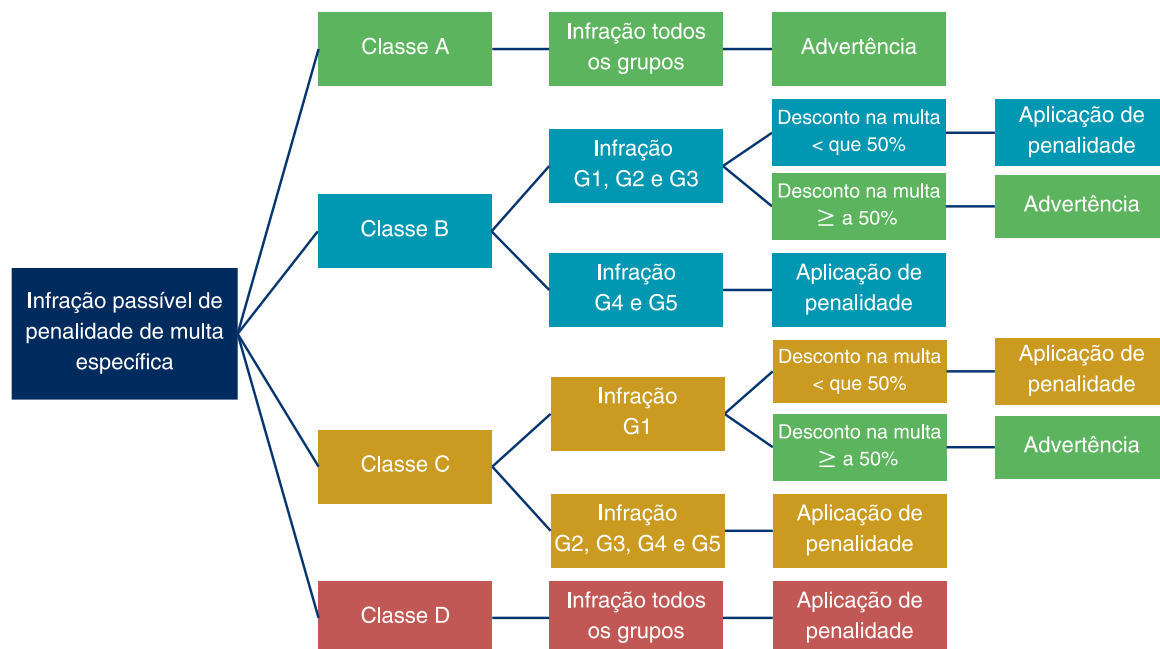 Infração passível de
penalidade de multa
específica
Classe A
Infração todos
os grupos
Advertência
Classe B
Infração
G1, G2 e G3
Desconto na multa
< que 50%
Aplicação de
penalidade
Desconto na multa
≥ a 50%
Advertência
Infração
G4 e G5
Aplicação de
penalidade
Classe C
Infração
G1
Desconto na multa
< que 50%
Aplicação de
penalidade
Desconto na multa
≥ a 50%
Advertência
Infração
G2, G3, G4 e G5
Aplicação de
penalidade
Classe D
Infração todos
os grupos
Aplicação de
penalidade